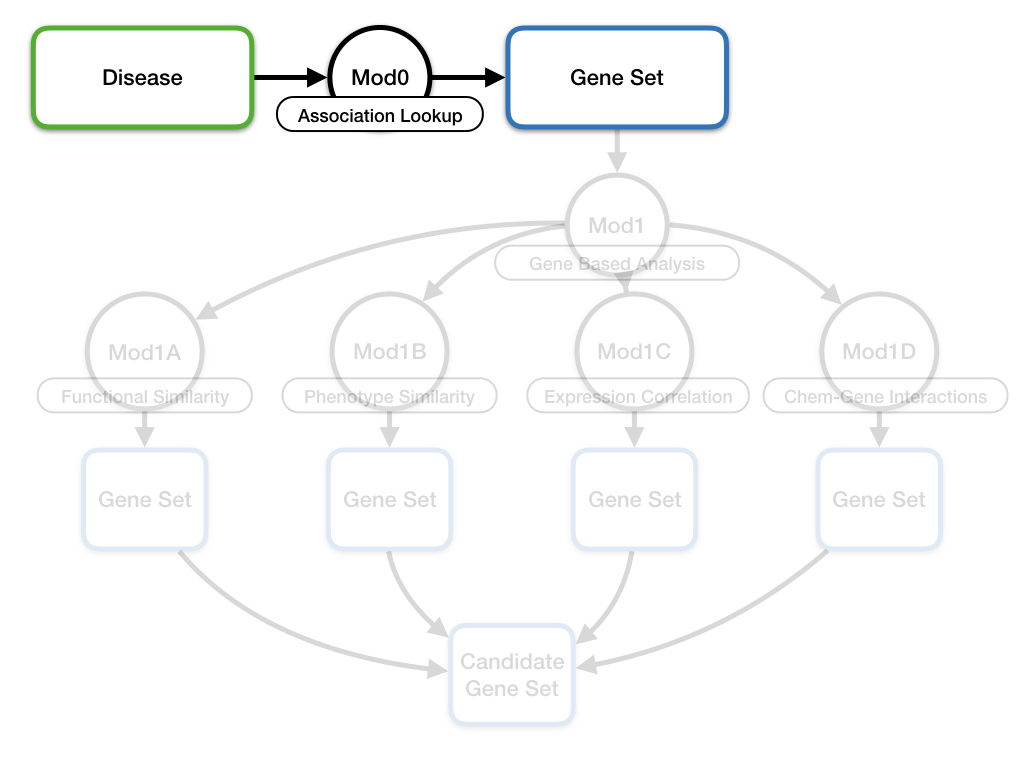 Disease
Mod0
Association Lookup
Gene Set
Mod1
Gene Based Analysis
Mod1A
Functional Similarity
Mod1B
Phenotype Similarity
Mod1C
Expression Correlation
Mod1D
Chem-Gene Interactions
Gene Set
Gene Set
Gene Set
Gene Set
Candidate
Gene Set